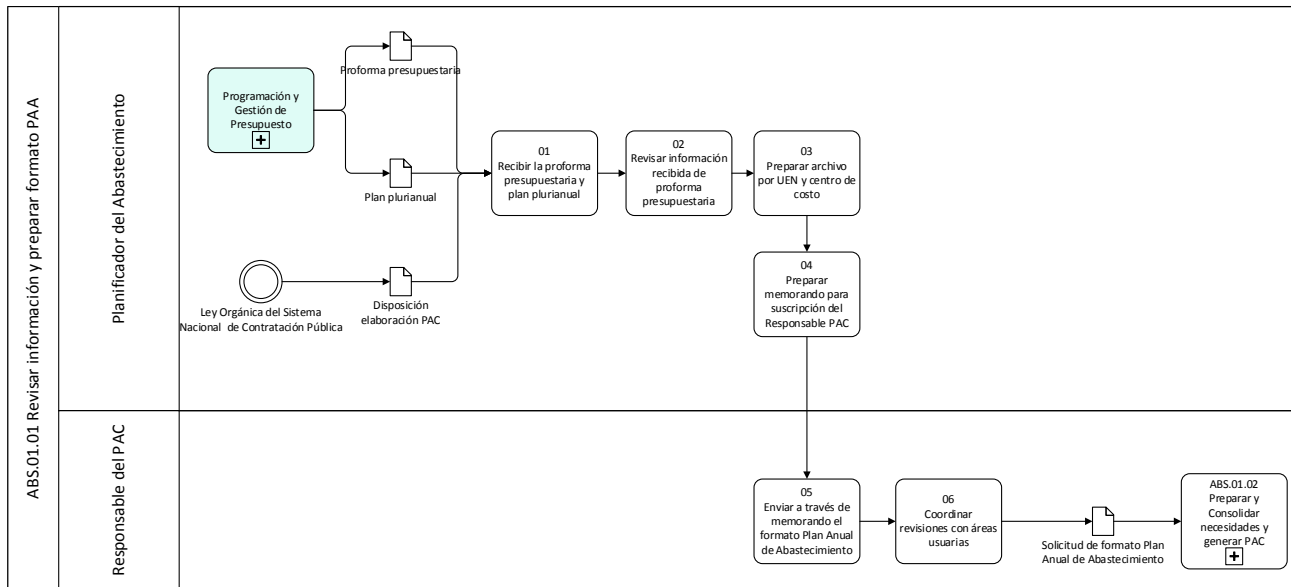 ABS.01.01 Revisar información y preparar formato PAA
Planificador del Abastecimiento
Programación y
Gestión de
Presupuesto
Proforma presupuestaria
Plan plurianual
Ley Orgánica del Sistema
Nacional de Contratación Pública
Disposición
elaboración PAC
01
Recibir la proforma
presupuestaria y
plan plurianual
02
Revisar información
recibida de
proforma
presupuestaria
03
Preparar archivo
por UEN y centro de
costo
04
Preparar
memorando para
suscripción del
Responsable PAC
Responsable del PAC
05
Enviar a través de
memorando el
formato Plan Anual
de Abastecimiento
06
Coordinar
revisiones con áreas
usuarias
Solicitud de formato Plan
Anual de Abastecimiento
ABS.01.02
Preparar y
Consolidar
necesidades y
generar PAC